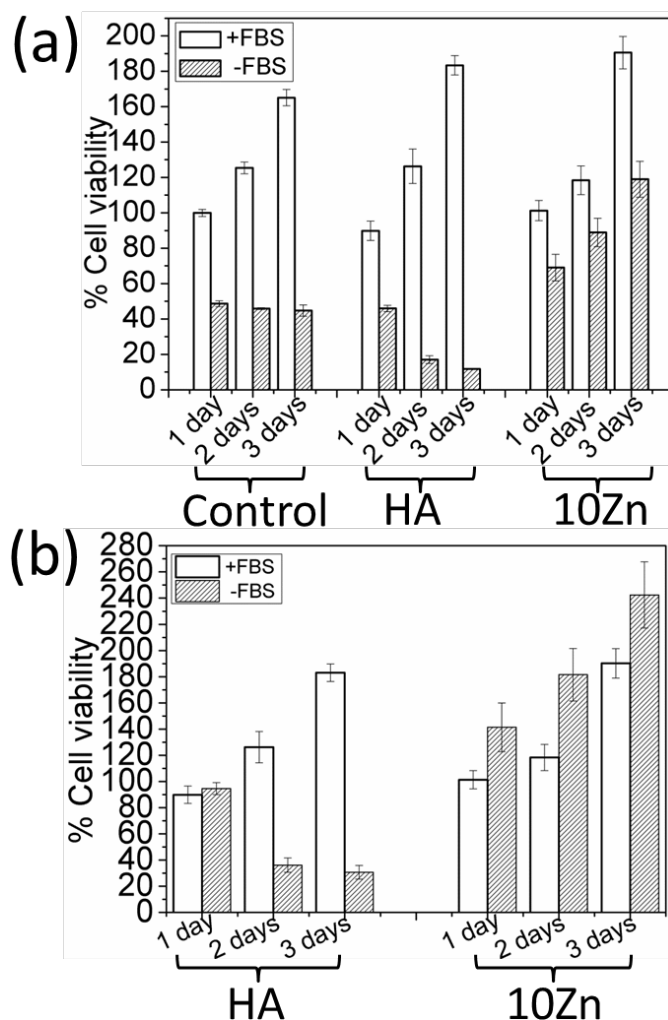 (a)
+FBS
-FBS
% Cell viability
200
180
160
140
120
100
80
60
40
20
0
1 day
2 days
3 days
1 day
2 days
3 days
1 day
2 days
3 days
Control
HA
10Zn
(b)
+FBS
-FBS
% Cell viability
280
260
240
220
200
180
160
140
120
100
80
60
40
20
0
1 day
2 days
3 days
1 day
2 days
3 days
HA
10Zn